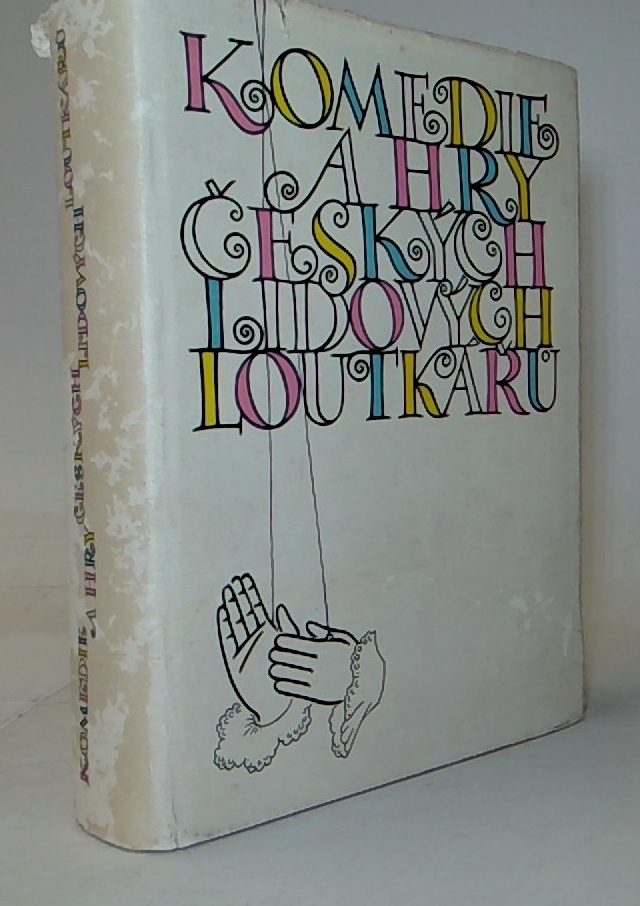 KOMEDIE
A HRY
ČESKÝCH
LIDOVÝCH
LOUTKÁŘŮ
KOMEDIE A HRY ČESKÝCH LIDOVÝCH LOUTKÁŘŮ